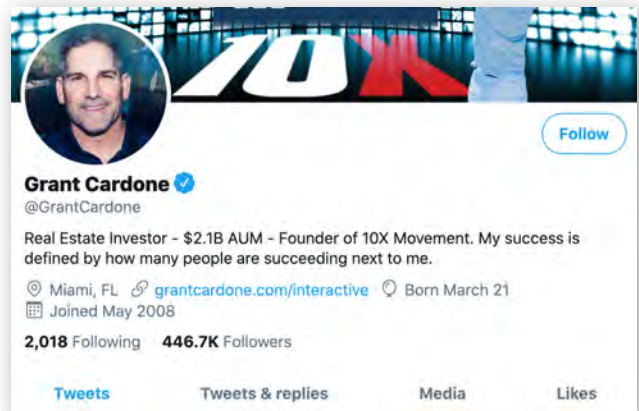 10X
Follow
Grant Cardone
@GrantCardone
Real Estate Investor - $2.1B AUM - Founder of 10X Movement. My success is
defined by how many people are succeeding next to me.
Miami, FL grantcardone.com/interactive Born March 21
Joined May 2008
2,018 Following 446.7K Followers
Tweets Tweets & replies Media Likes